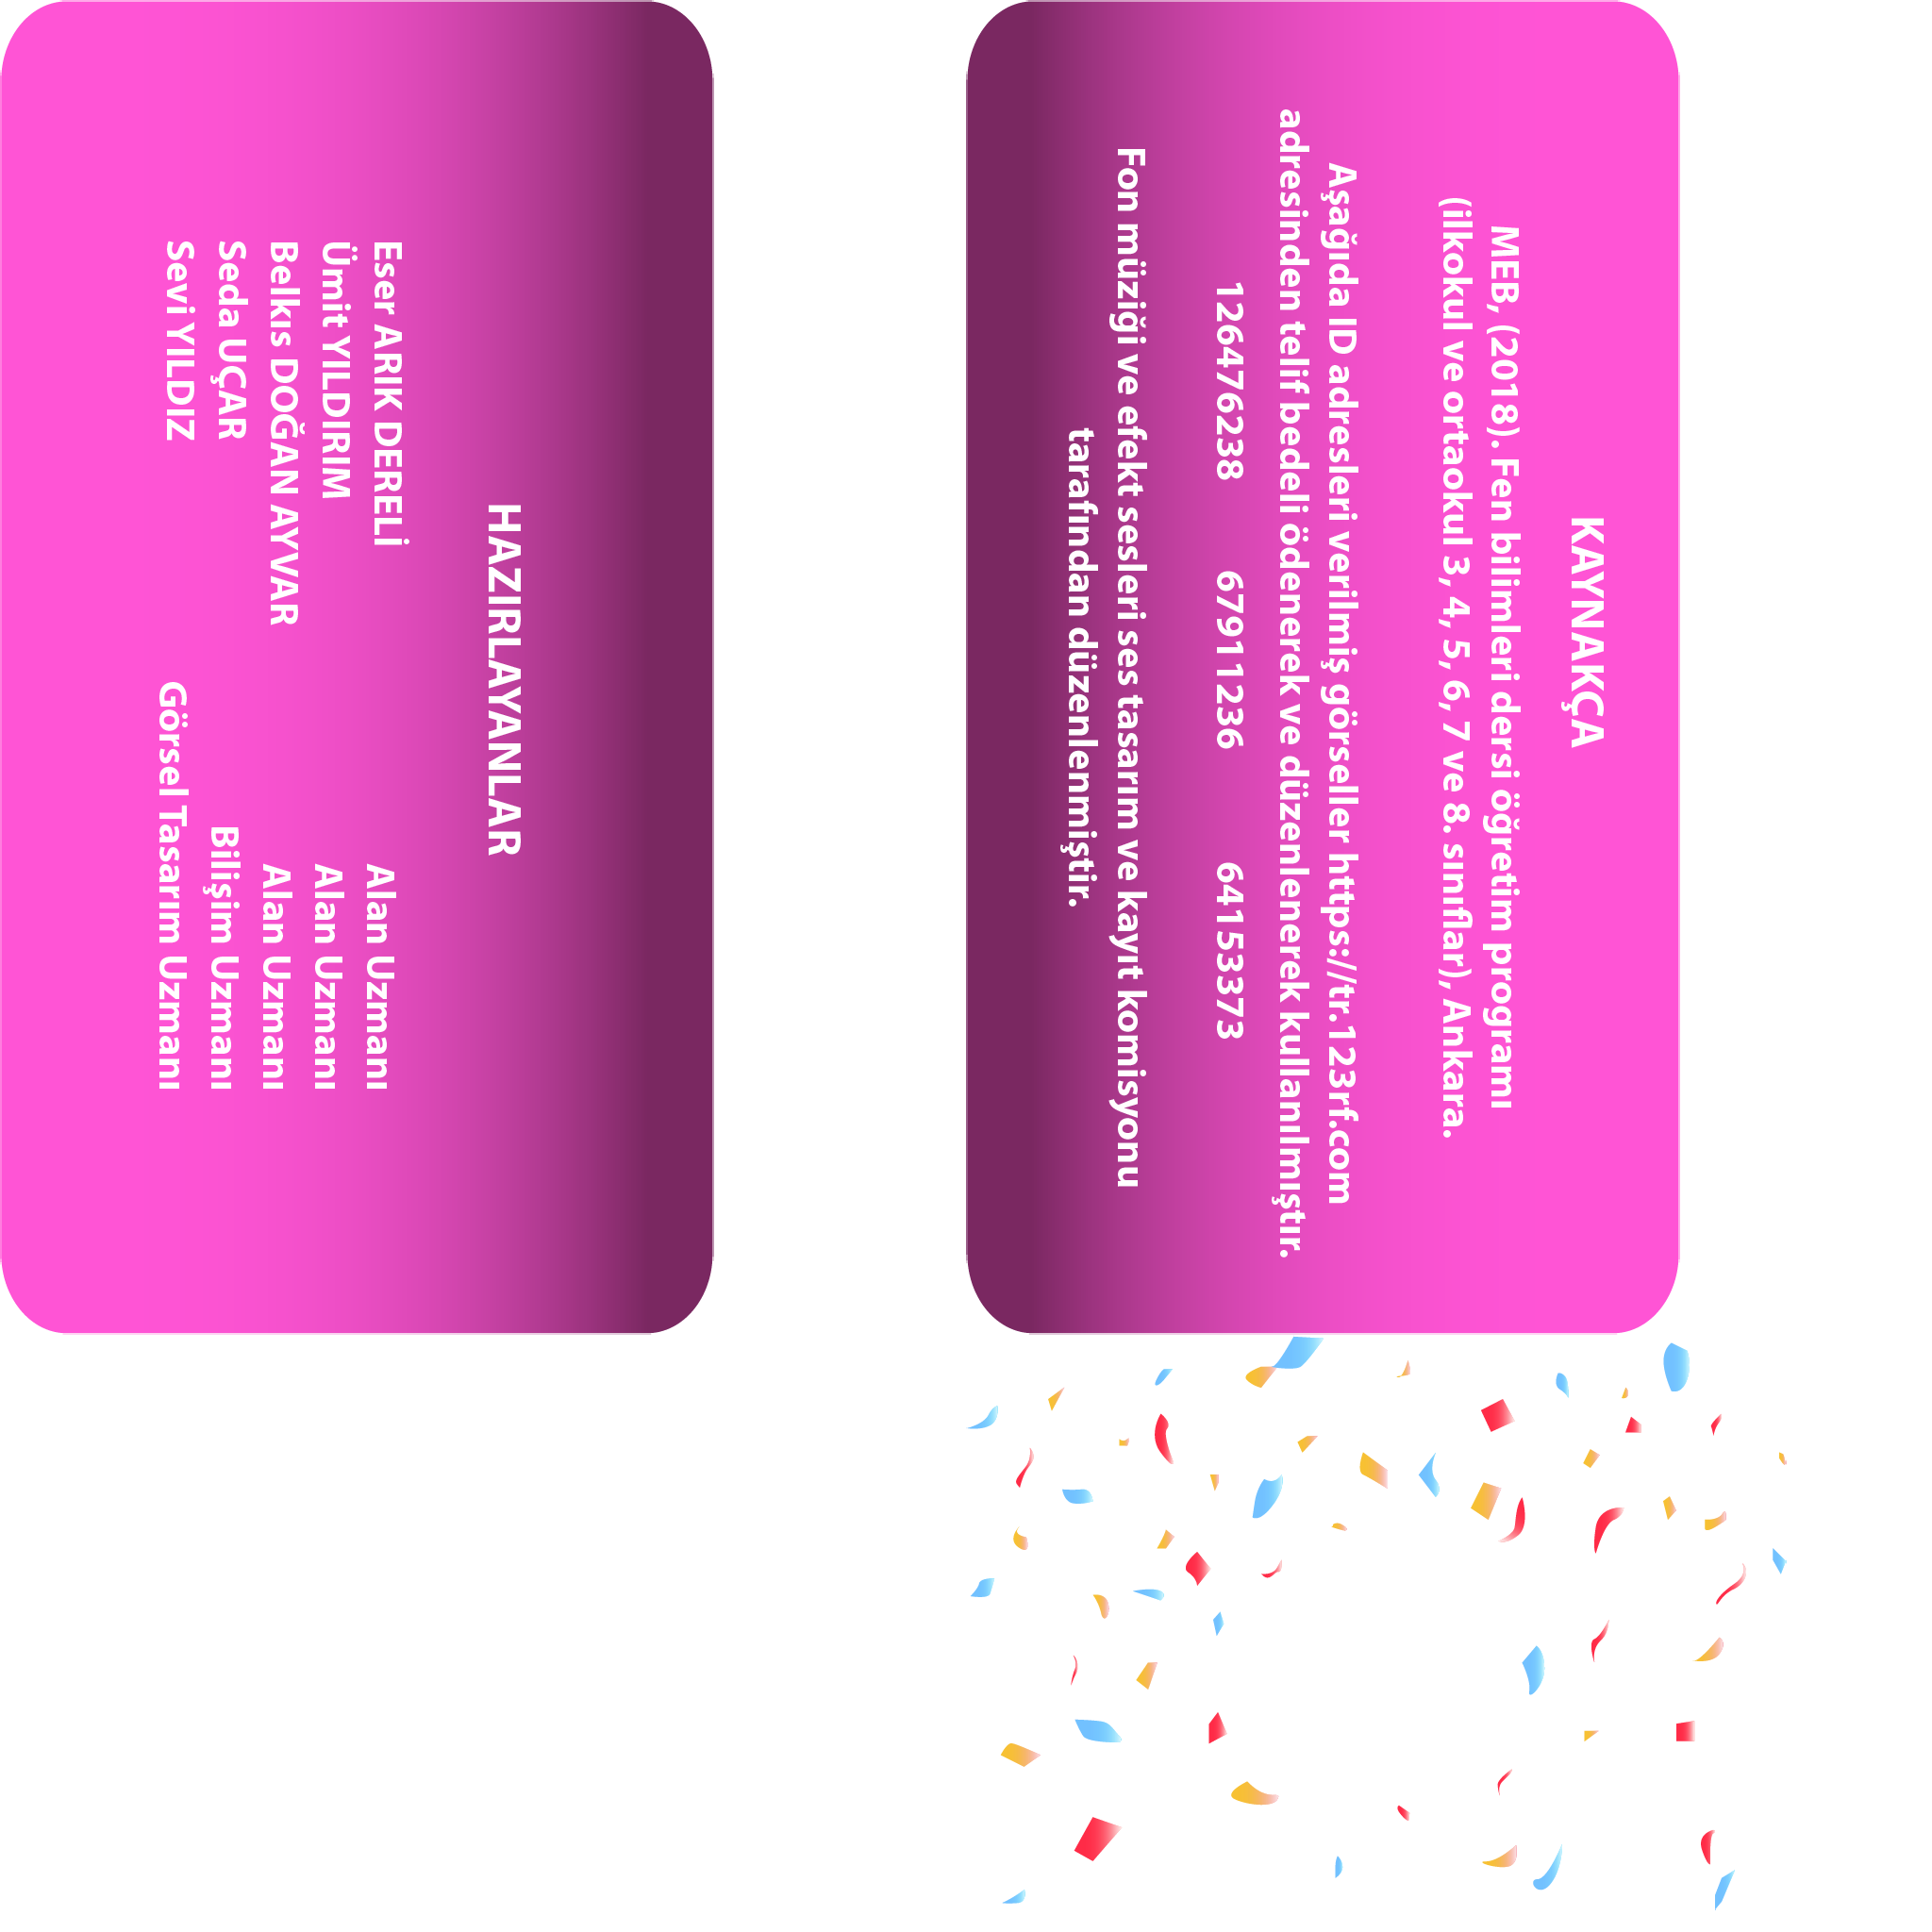 HAZIRLAYANLAR
Eser ARIK DERELİ Alan Uzmanı
Ümit YILDIRIM Alan Uzmanı
Belkıs DOĞAN AYVAR Alan Uzmanı
Seda UÇAR Bilişim Uzmanı
Sevi YILDIZ Görsel Tasarım Uzmanı
KAYNAKÇA
MEB, (2018). Fen bilimleri dersi öğretim programı
(ilkokul ve ortaokul 3, 4, 5, 6, 7 ve 8. sınıflar), Ankara.
Aşağıda ID adresleri verilmiş görseller https://tr.123rf.com
adresinden telif bedeli ödenerek ve düzenlenerek kullanılmıştır.
126476238 67911236 64153373
Fon müziği ve efekt sesleri ses tasarım ve kayıt komisyonu
tarafından düzenlenmiştir.